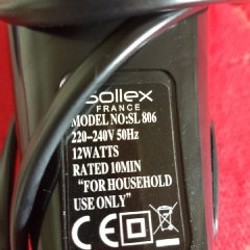 sollex
FRANCE
MODEL NO:SL 806
220-240V 50Hz
12WATTS
RATED 10MIN
"FOR HOUSEHOLD
USE ONLY"
CE